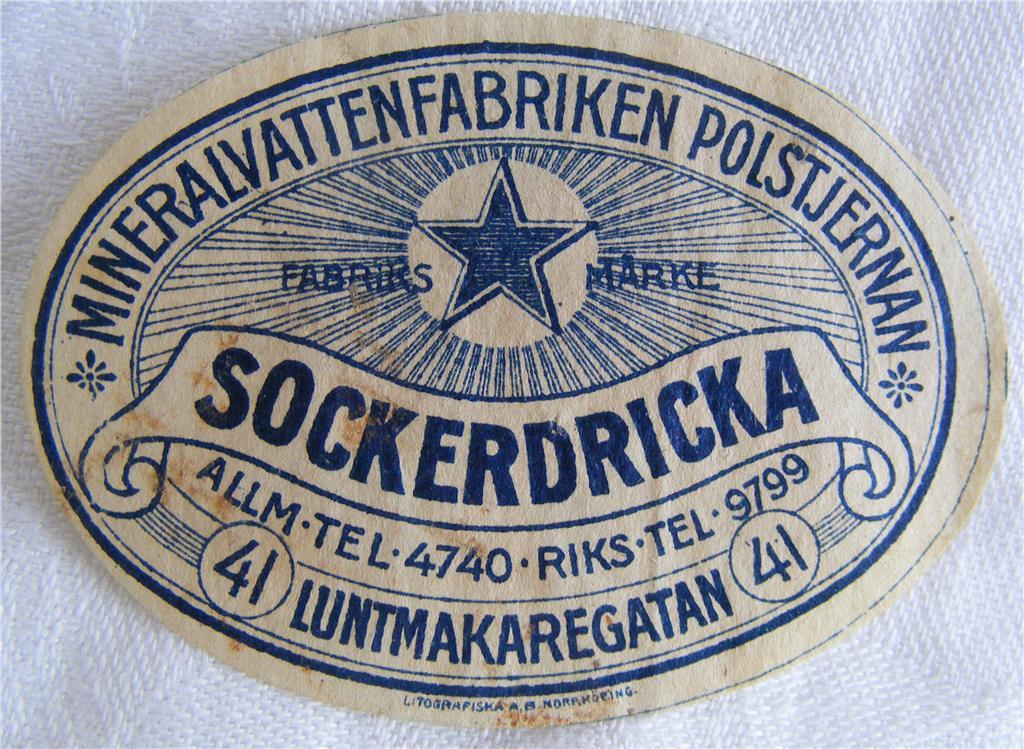 MINERALVATTENFABRIKEN POLSTJERNAN
FABRIKS MÄRKE
SOCKERDRICKA
ALLM·TEL·4740·RIKS·TEL·9799
41 LUNTMAKAREGATAN 41
LITOGRAFISKA A.B. NORRKÖPING.